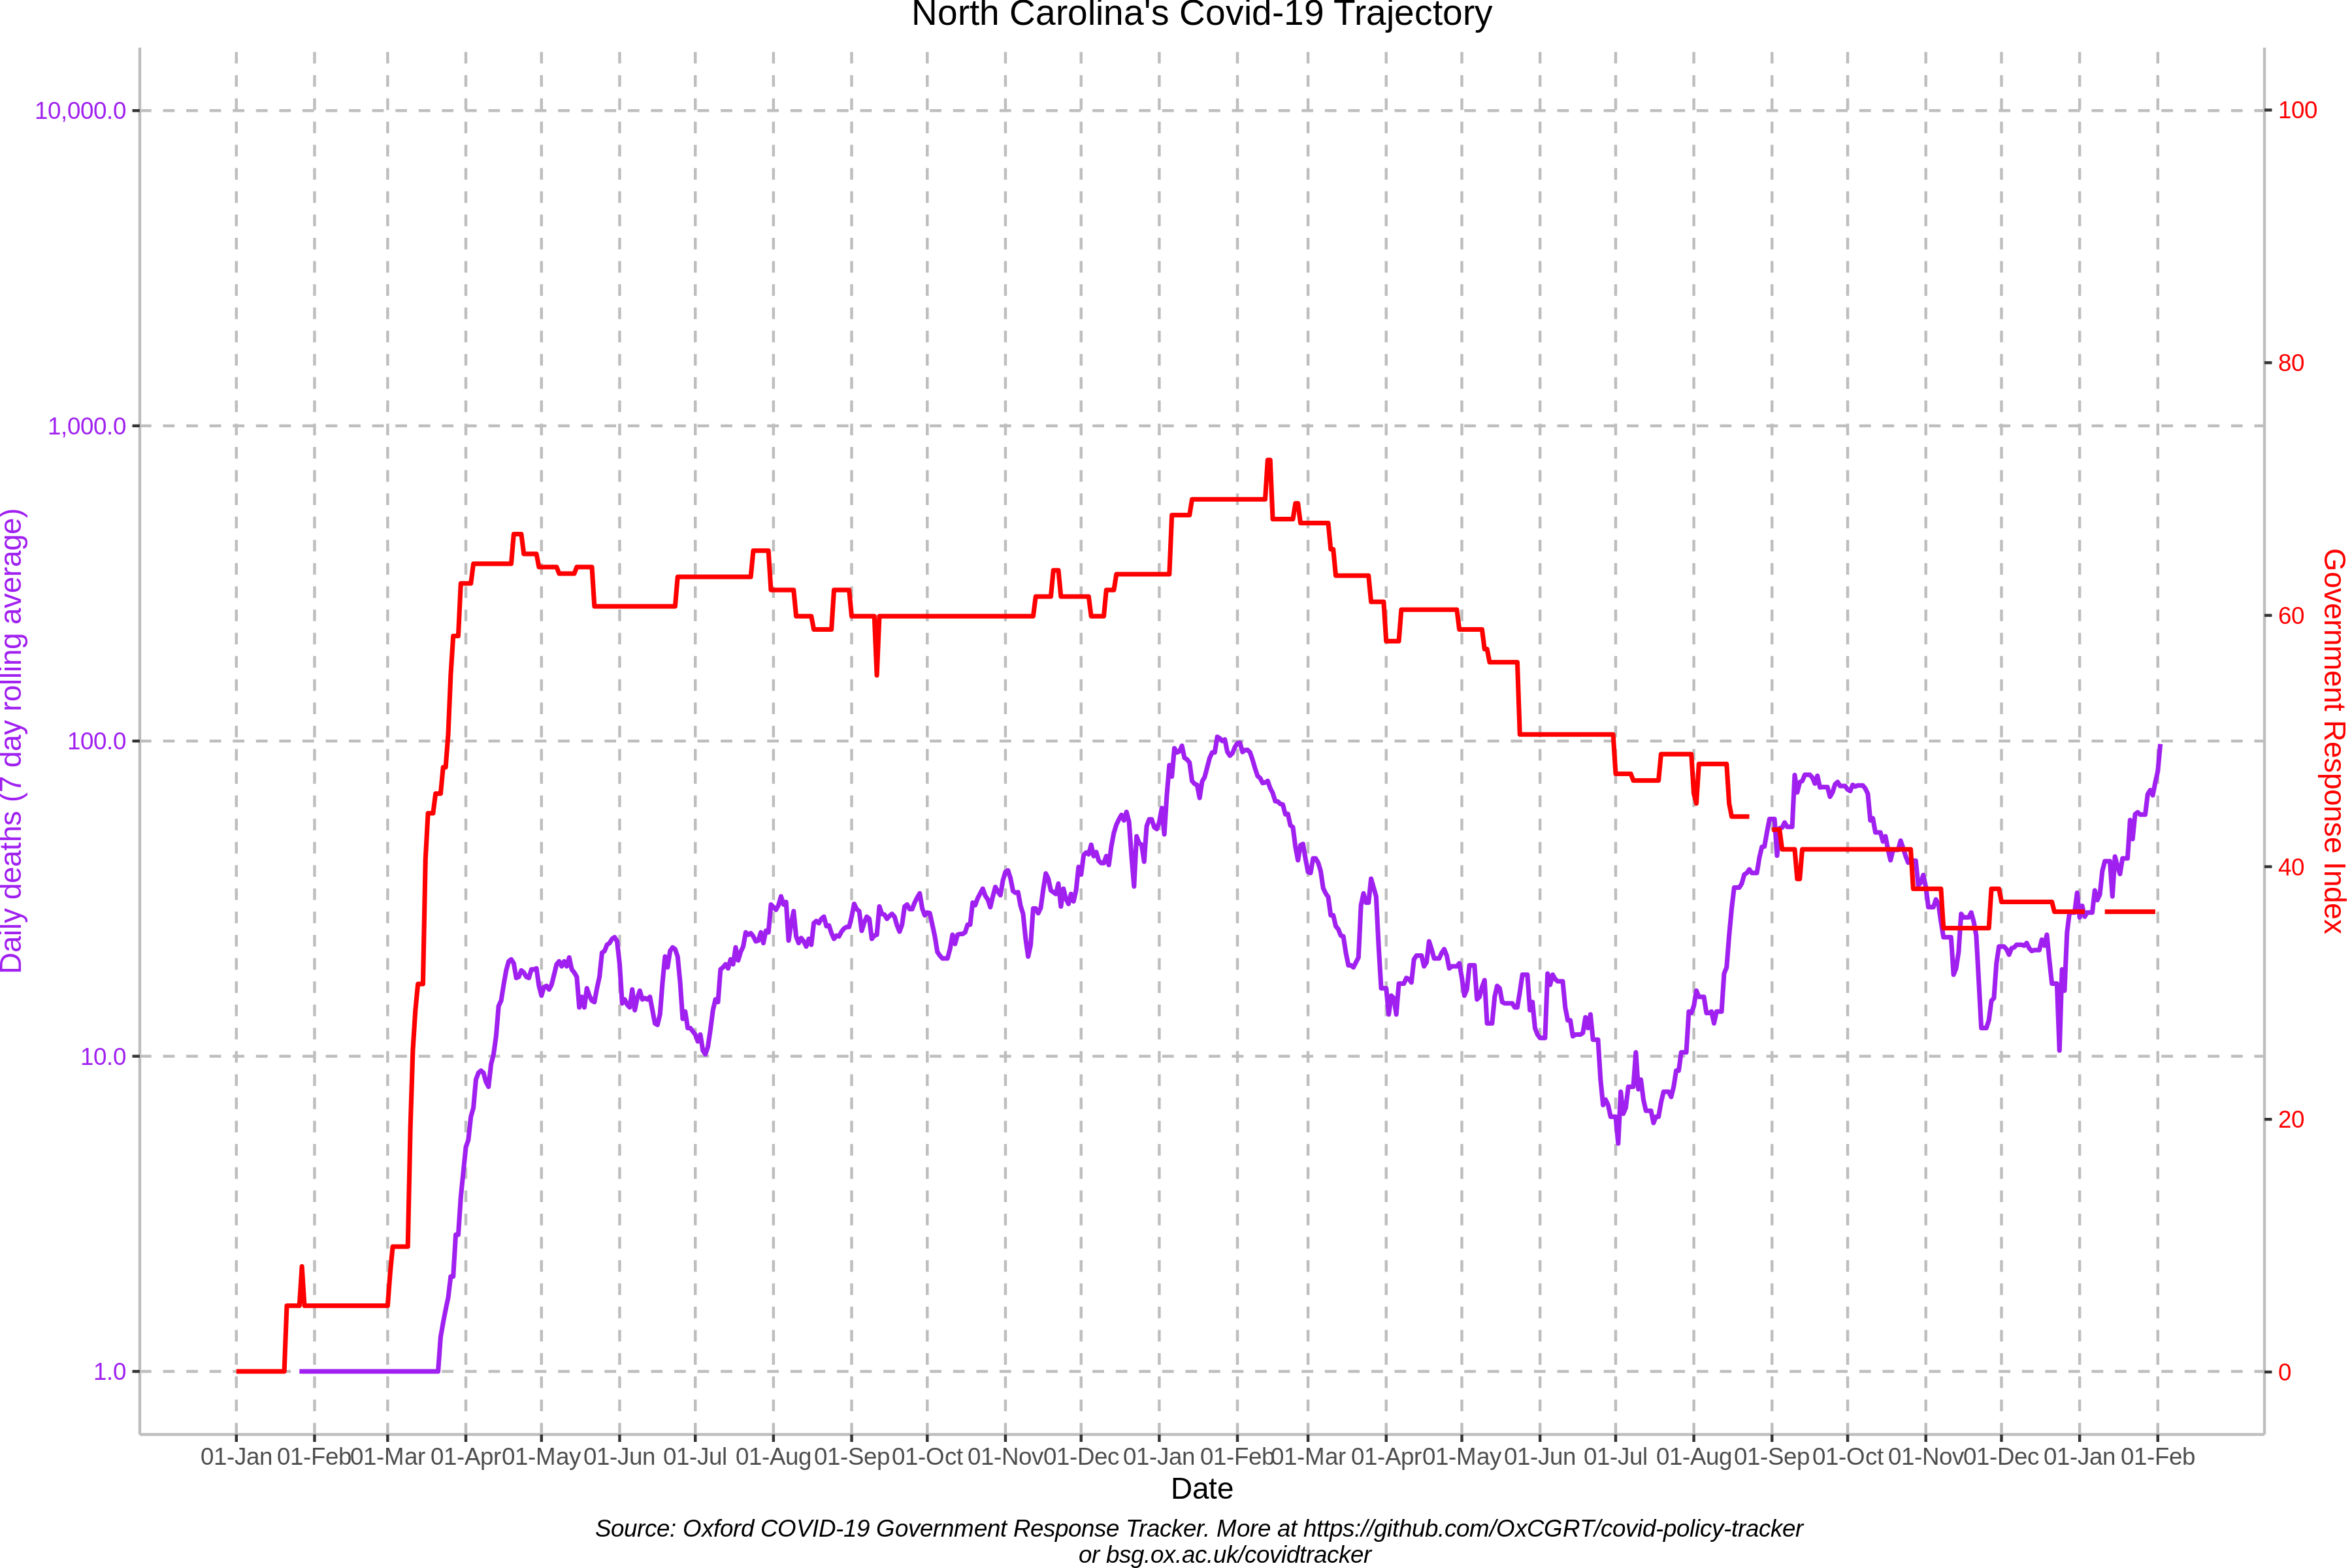 North Carolina's Covid-19 Trajectory
10,000.0
1,000.0
100.0
10.0
1.0
Daily deaths (7 day rolling average)
100
80
60
40
20
0
Government Response Index
01-Jan 01-Feb 01-Mar 01-Apr 01-May 01-Jun 01-Jul 01-Aug 01-Sep 01-Oct 01-Nov 01-Dec 01-Jan 01-Feb 01-Mar 01-Apr 01-May 01-Jun 01-Jul 01-Aug 01-Sep 01-Oct 01-Nov 01-Dec 01-Jan 01-Feb
Date
Source: Oxford COVID-19 Government Response Tracker. More at https://github.com/OxCGRT/covid-policy-tracker
or bsg.ox.ac.uk/covidtracker